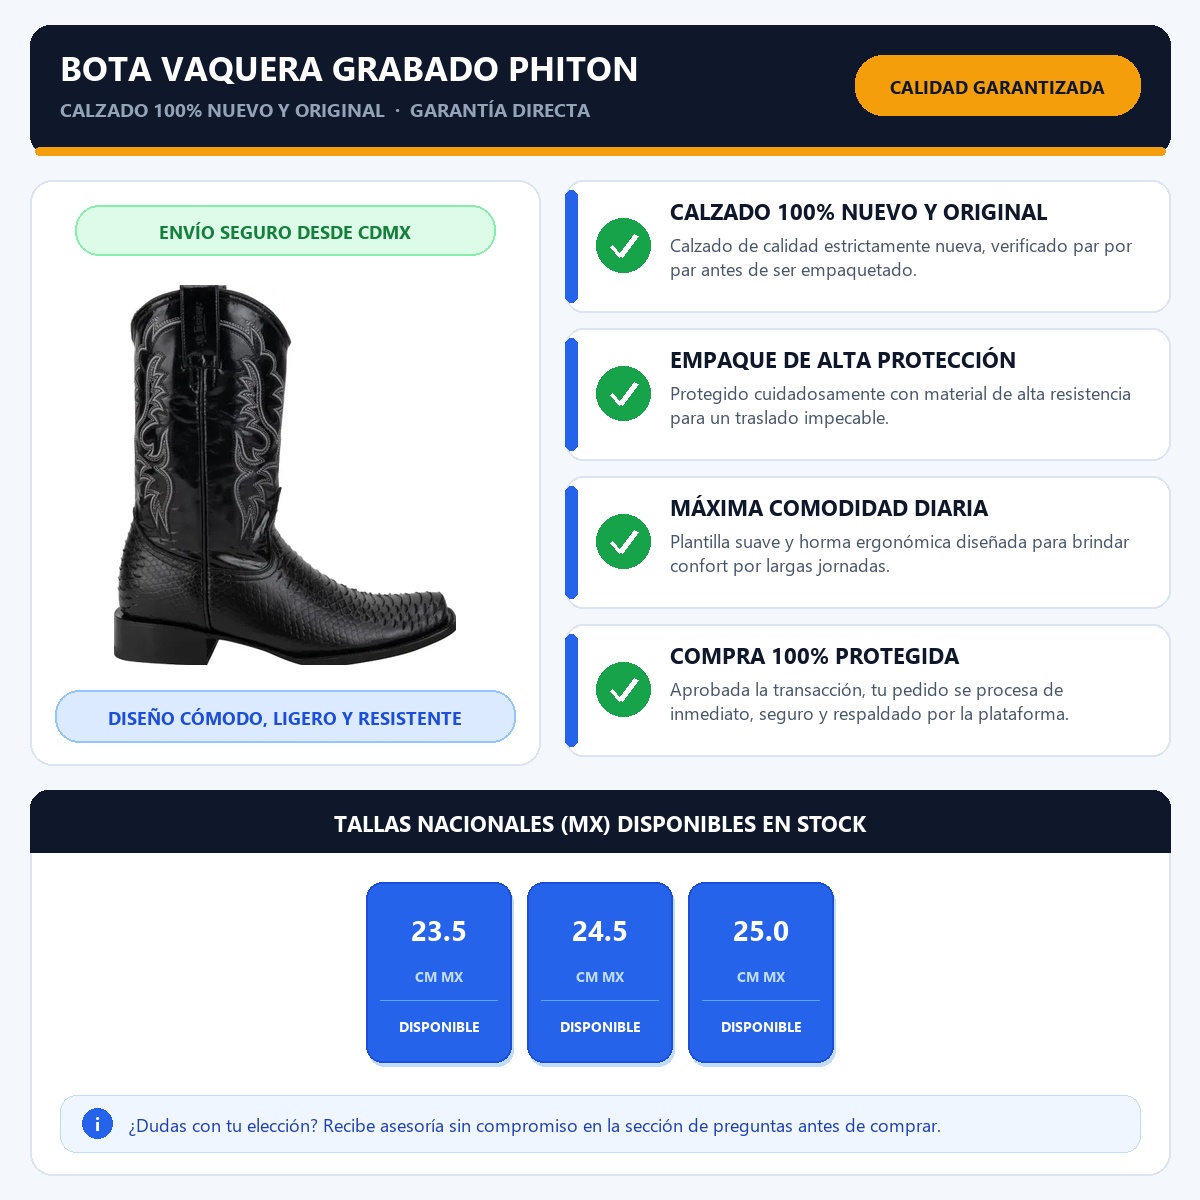 BOTA VAQUERA GRABADO PHITON
CALZADO 100% NUEVO Y ORIGINAL · GARANTÍA DIRECTA
CALIDAD GARANTIZADA
ENVÍO SEGURO DESDE CDMX
DISEÑO CÓMODO, LIGERO Y RESISTENTE
CALZADO 100% NUEVO Y ORIGINAL
Calzado de calidad estrictamente nueva, verificado par por
par antes de ser empaquetado.
EMPAQUE DE ALTA PROTECCIÓN
Protegido cuidadosamente con material de alta resistencia
para un traslado impecable.
MÁXIMA COMODIDAD DIARIA
Plantilla suave y horma ergonómica diseñada para brindar
confort por largas jornadas.
COMPRA 100% PROTEGIDA
Aprobada la transacción, tu pedido se procesa de
inmediato, seguro y respaldado por la plataforma.
TALLAS NACIONALES (MX) DISPONIBLES EN STOCK
23.5
CM MX
DISPONIBLE
24.5
CM MX
DISPONIBLE
25.0
CM MX
DISPONIBLE
¿Dudas con tu elección? Recibe asesoría sin compromiso en la sección de preguntas antes de comprar.